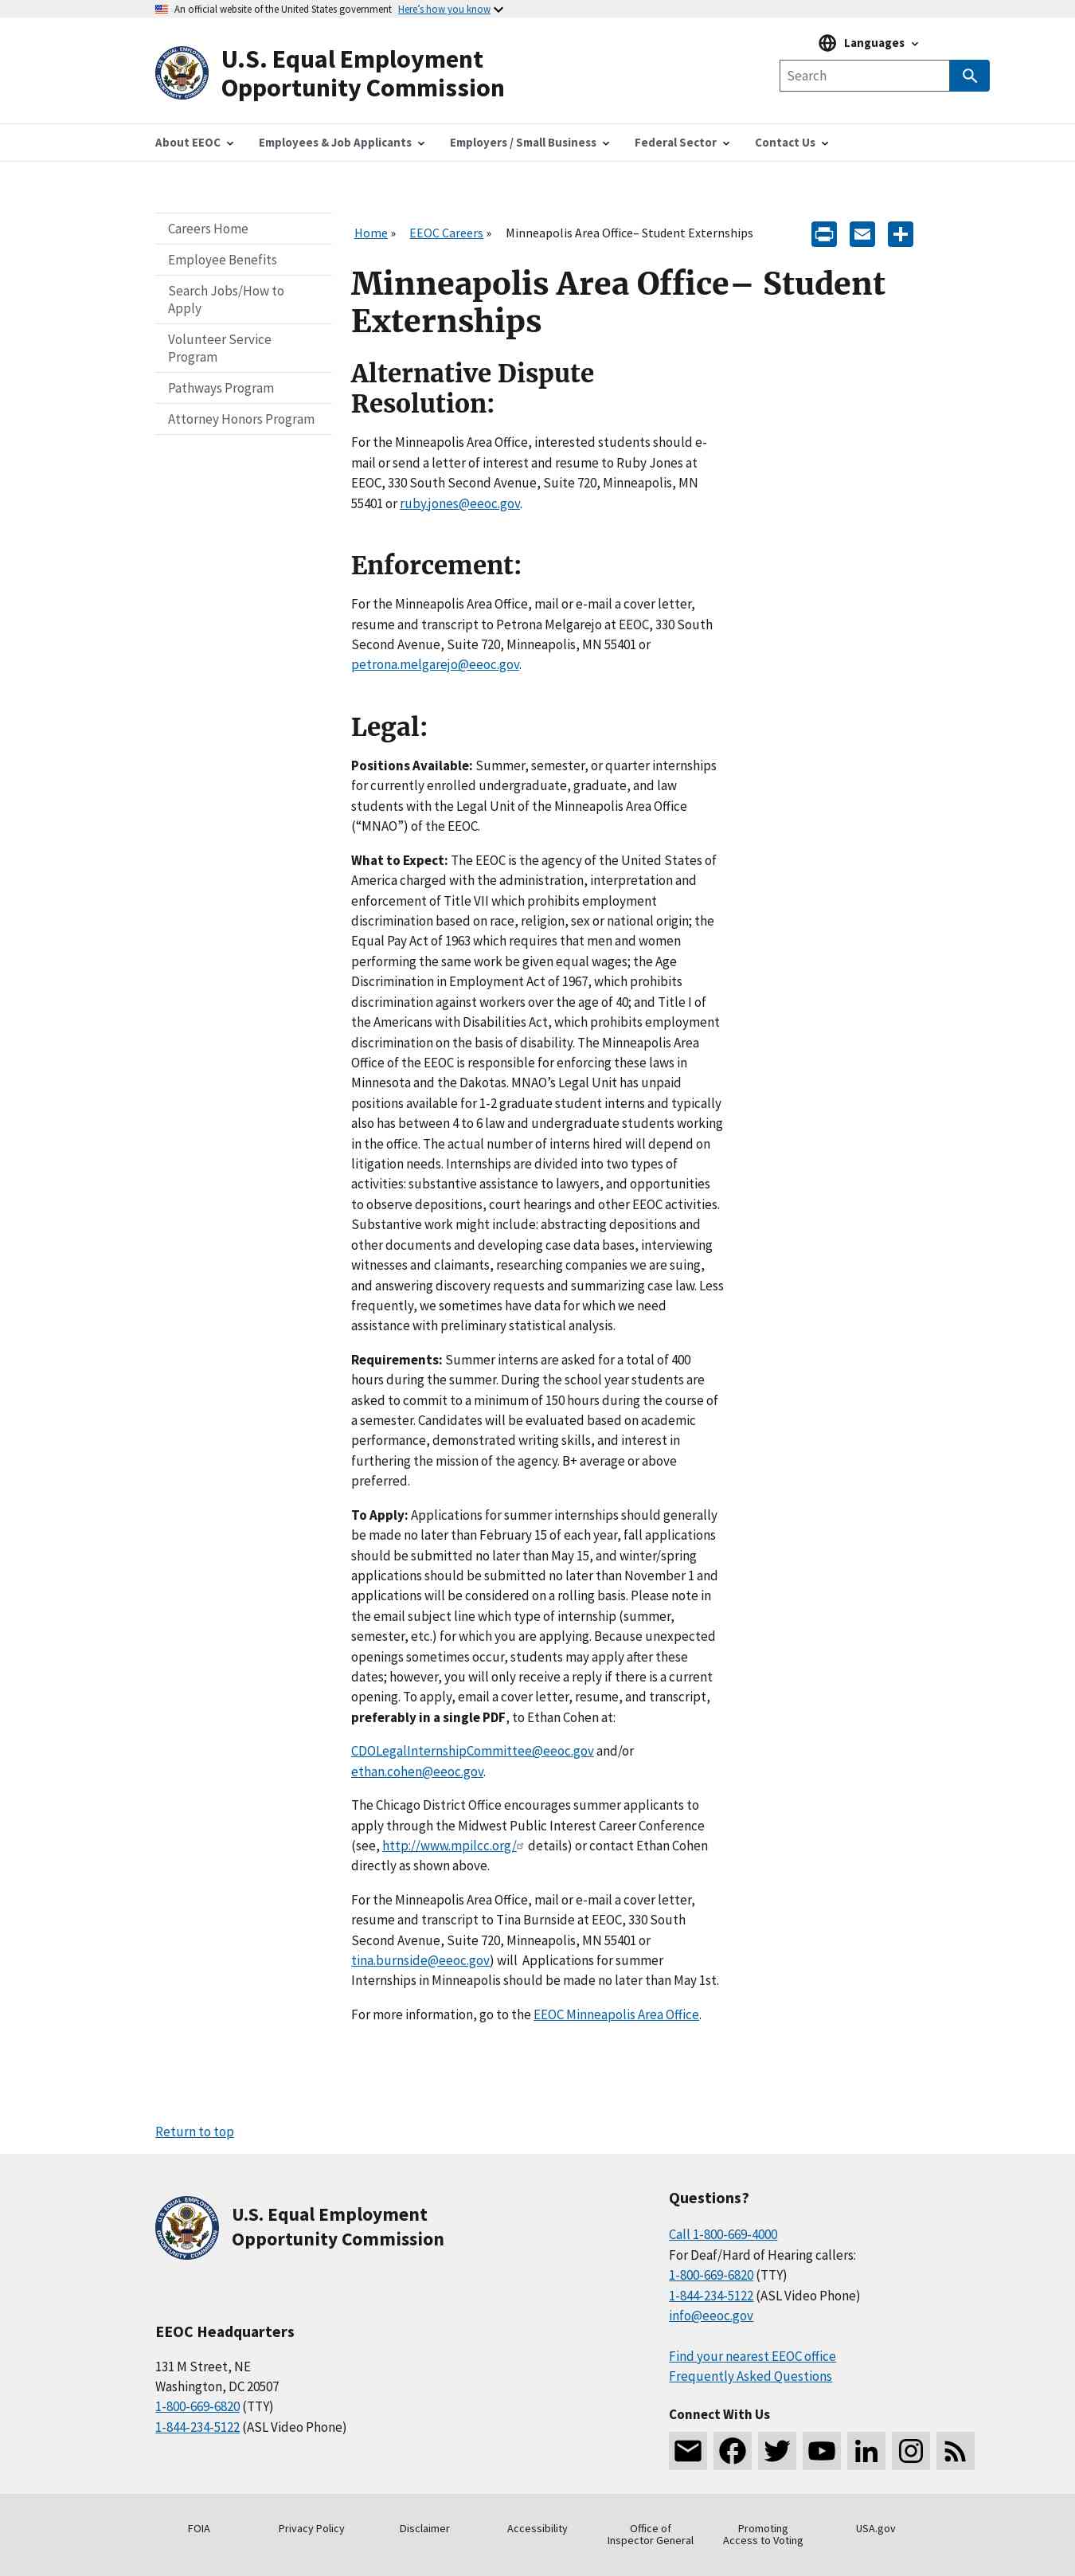 An official website of the United States government Here's how you know
U.S. Equal Employment
Opportunity Commission
Languages
Search
About EEOC
Employees & Job Applicants
Employers / Small Business
Federal Sector
Contact Us
Careers Home
Employee Benefits
Search Jobs/How to
Apply
Volunteer Service
Program
Pathways Program
Attorney Honors Program
Home » EEOC Careers » Minneapolis Area Office– Student Externships
Minneapolis Area Office– Student
Externships
Alternative Dispute
Resolution:
For the Minneapolis Area Office, interested students should e-
mail or send a letter of interest and resume to Ruby Jones at
EEOC, 330 South Second Avenue, Suite 720, Minneapolis, MN
55401 or ruby.jones@eeoc.gov.
Enforcement:
For the Minneapolis Area Office, mail or e-mail a cover letter,
resume and transcript to Petrona Melgarejo at EEOC, 330 South
Second Avenue, Suite 720, Minneapolis, MN 55401 or
petrona.melgarejo@eeoc.gov.
Legal:
Positions Available: Summer, semester, or quarter internships
for currently enrolled undergraduate, graduate, and law
students with the Legal Unit of the Minneapolis Area Office
(“MNAO”) of the EEOC.
What to Expect: The EEOC is the agency of the United States of
America charged with the administration, interpretation and
enforcement of Title VII which prohibits employment
discrimination based on race, religion, sex or national origin; the
Equal Pay Act of 1963 which requires that men and women
performing the same work be given equal wages; the Age
Discrimination in Employment Act of 1967, which prohibits
discrimination against workers over the age of 40; and Title I of
the Americans with Disabilities Act, which prohibits employment
discrimination on the basis of disability. The Minneapolis Area
Office of the EEOC is responsible for enforcing these laws in
Minnesota and the Dakotas. MNAO’s Legal Unit has unpaid
positions available for 1-2 graduate student interns and typically
also has between 4 to 6 law and undergraduate students working
in the office. The actual number of interns hired will depend on
litigation needs. Internships are divided into two types of
activities: substantive assistance to lawyers, and opportunities
to observe depositions, court hearings and other EEOC activities.
Substantive work might include: abstracting depositions and
other documents and developing case data bases, interviewing
witnesses and claimants, researching companies we are suing,
and answering discovery requests and summarizing case law. Less
frequently, we sometimes have data for which we need
assistance with preliminary statistical analysis.
Requirements: Summer interns are asked for a total of 400
hours during the summer. During the school year students are
asked to commit to a minimum of 150 hours during the course of
a semester. Candidates will be evaluated based on academic
performance, demonstrated writing skills, and interest in
furthering the mission of the agency. B+ average or above
preferred.
To Apply: Applications for summer internships should generally
be made no later than February 15 of each year, fall applications
should be submitted no later than May 15, and winter/spring
applications should be submitted no later than November 1 and
applications will be considered on a rolling basis. Please note in
the email subject line which type of internship (summer,
semester, etc.) for which you are applying. Because unexpected
openings sometimes occur, students may apply after these
dates; however, you will only receive a reply if there is a current
opening. To apply, email a cover letter, resume, and transcript,
preferably in a single PDF, to Ethan Cohen at:
CDOLegalInternshipCommittee@eeoc.gov and/or
ethan.cohen@eeoc.gov.
The Chicago District Office encourages summer applicants to
apply through the Midwest Public Interest Career Conference
(see, http://www.mpilcc.org/ details) or contact Ethan Cohen
directly as shown above.
For the Minneapolis Area Office, mail or e-mail a cover letter,
resume and transcript to Tina Burnside at EEOC, 330 South
Second Avenue, Suite 720, Minneapolis, MN 55401 or
tina.burnside@eeoc.gov) will  Applications for summer
Internships in Minneapolis should be made no later than May 1st.
For more information, go to the EEOC Minneapolis Area Office.
Return to top
U.S. Equal Employment
Opportunity Commission
EEOC Headquarters
131 M Street, NE
Washington, DC 20507
1-800-669-6820 (TTY)
1-844-234-5122 (ASL Video Phone)
Questions?
Call 1-800-669-4000
For Deaf/Hard of Hearing callers:
1-800-669-6820 (TTY)
1-844-234-5122 (ASL Video Phone)
info@eeoc.gov
Find your nearest EEOC office
Frequently Asked Questions
Connect With Us
FOIA
Privacy Policy
Disclaimer
Accessibility
Office of
Inspector General
Promoting
Access to Voting
USA.gov